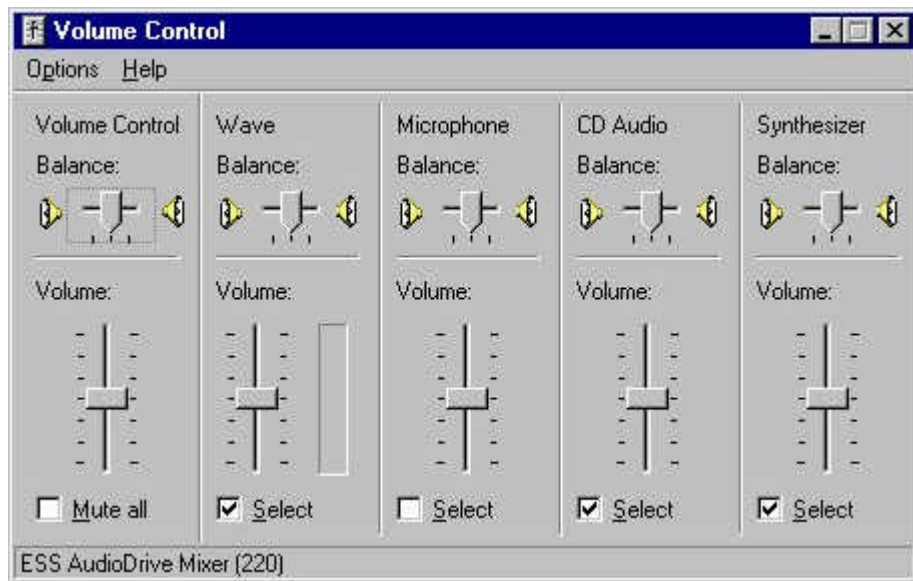 Volume Control
Options Help
Volume Control Wave Microphone CD Audio Synthesizer
Balance: Balance: Balance: Balance: Balance:
Volume: Volume: Volume: Volume: Volume:
Mute all Select Select Select Select
ESS AudioDrive Mixer (220)